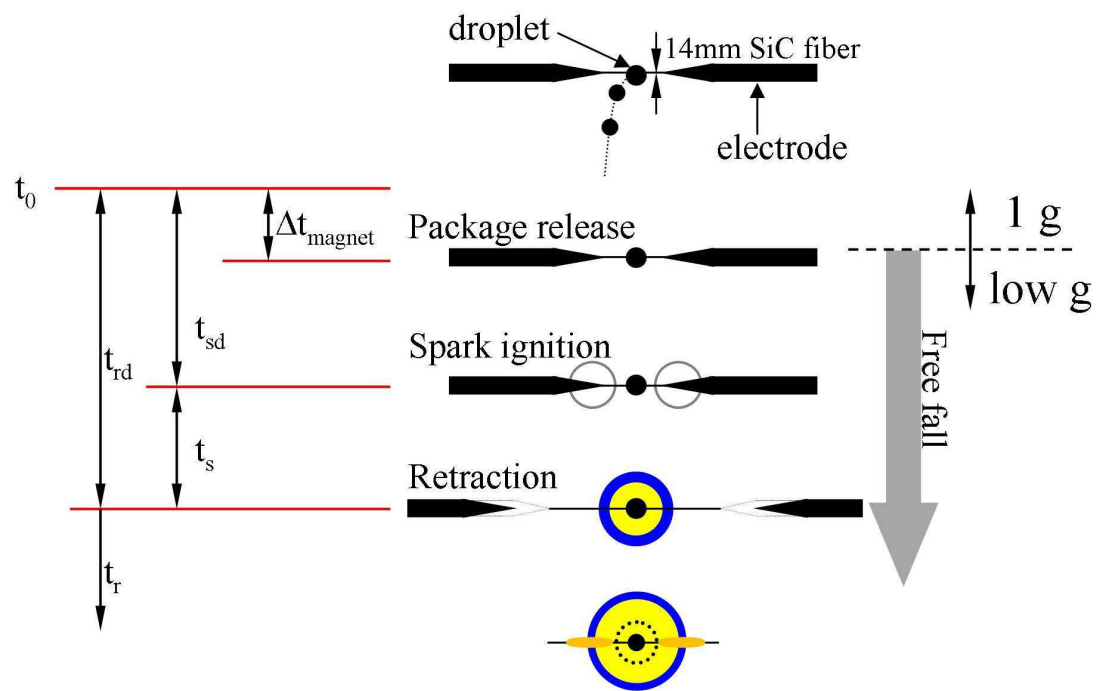 droplet
14mm SiC fiber
electrode
t0
Δtmagnet
Package release
1 g
low g
tsd
trd
Spark ignition
Free fall
ts
Retraction
tr